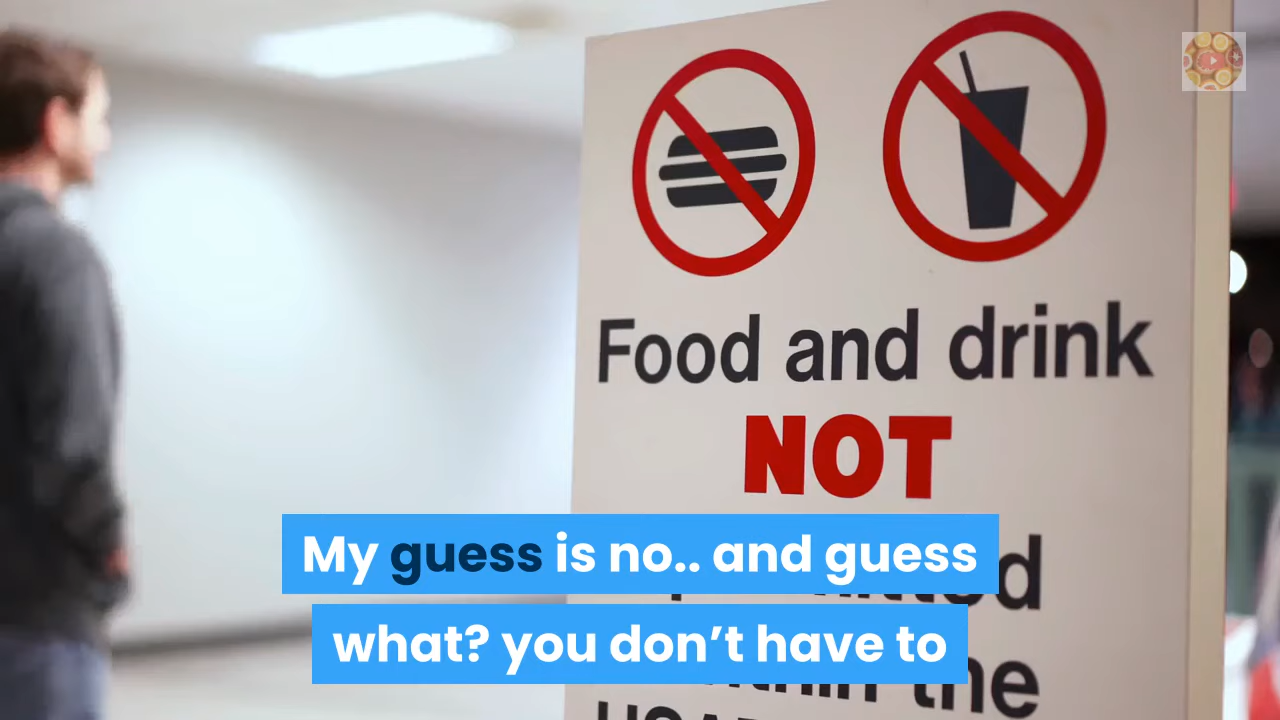 Food and drink
NOT
My guess is no.. and guess
what? you don’t have to